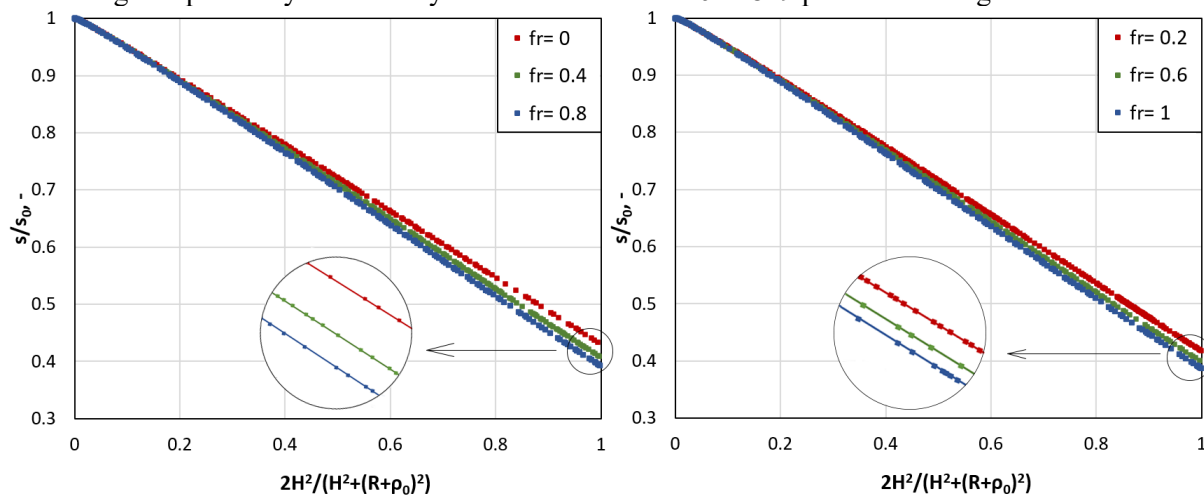 1
0.9
0.8
0.7
0.6
0.5
0.4
0.3
s/s₀, -
fr= 0
fr= 0.4
fr= 0.8
0 0.2 0.4 0.6 0.8 1
2H²/(H²+(R+ρ₀)²)
1
0.9
0.8
0.7
0.6
0.5
0.4
0.3
s/s₀, -
fr= 0.2
fr= 0.6
fr= 1
0 0.2 0.4 0.6 0.8 1
2H²/(H²+(R+ρ₀)²)